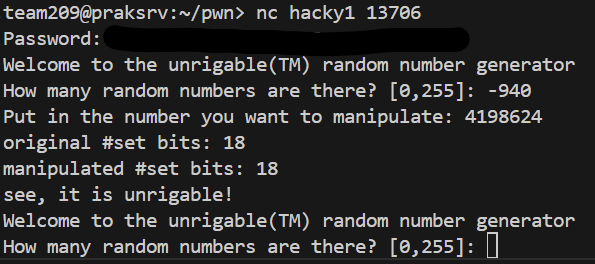 team209@praksrv:~/pwn> nc hacky1 13706
Password:
Welcome to the unrigable(TM) random number generator
How many random numbers are there? [0,255]: -940
Put in the number you want to manipulate: 4198624
original #set bits: 18
manipulated #set bits: 18
see, it is unrigable!
Welcome to the unrigable(TM) random number generator
How many random numbers are there? [0,255]: